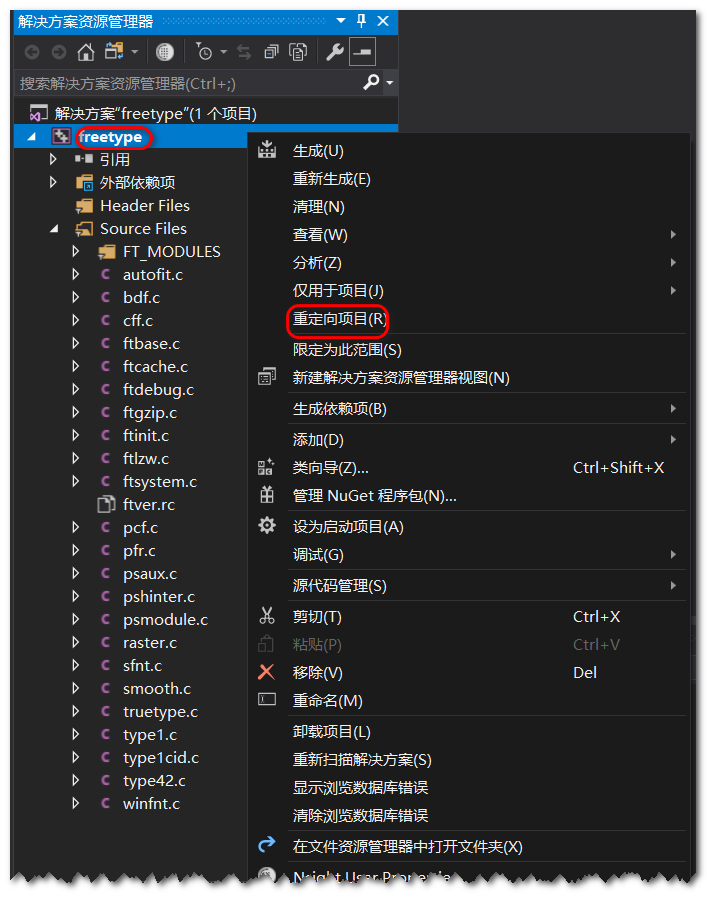 解决方案资源管理器
搜索解决方案资源管理器(Ctrl+;)
解决方案"freetype"(1 个项目)
freetype
引用
外部依赖项
Header Files
Source Files
FT_MODULES
autofit.c
bdf.c
cff.c
ftbase.c
ftcache.c
ftdebug.c
ftgzip.c
ftinit.c
ftlzw.c
ftsystem.c
ftver.rc
pcf.c
pfr.c
psaux.c
pshinter.c
psmodule.c
raster.c
sfnt.c
smooth.c
truetype.c
type1.c
type1cid.c
type42.c
winfnt.c
生成(U)
重新生成(E)
清理(N)
查看(W)
分析(Z)
仅用于项目(J)
重定向项目(R)
限定为此范围(S)
新建解决方案资源管理器视图(N)
生成依赖项(B)
添加(D)
类向导(Z)... Ctrl+Shift+X
管理 NuGet 程序包(N)...
设为启动项目(A)
调试(G)
源代码管理(S)
剪切(T) Ctrl+X
粘贴(P) Ctrl+V
移除(V) Del
重命名(M)
卸载项目(L)
重新扫描解决方案(S)
显示浏览数据库错误
清除浏览数据库错误
在文件资源管理器中打开文件夹(X)
Nsight User